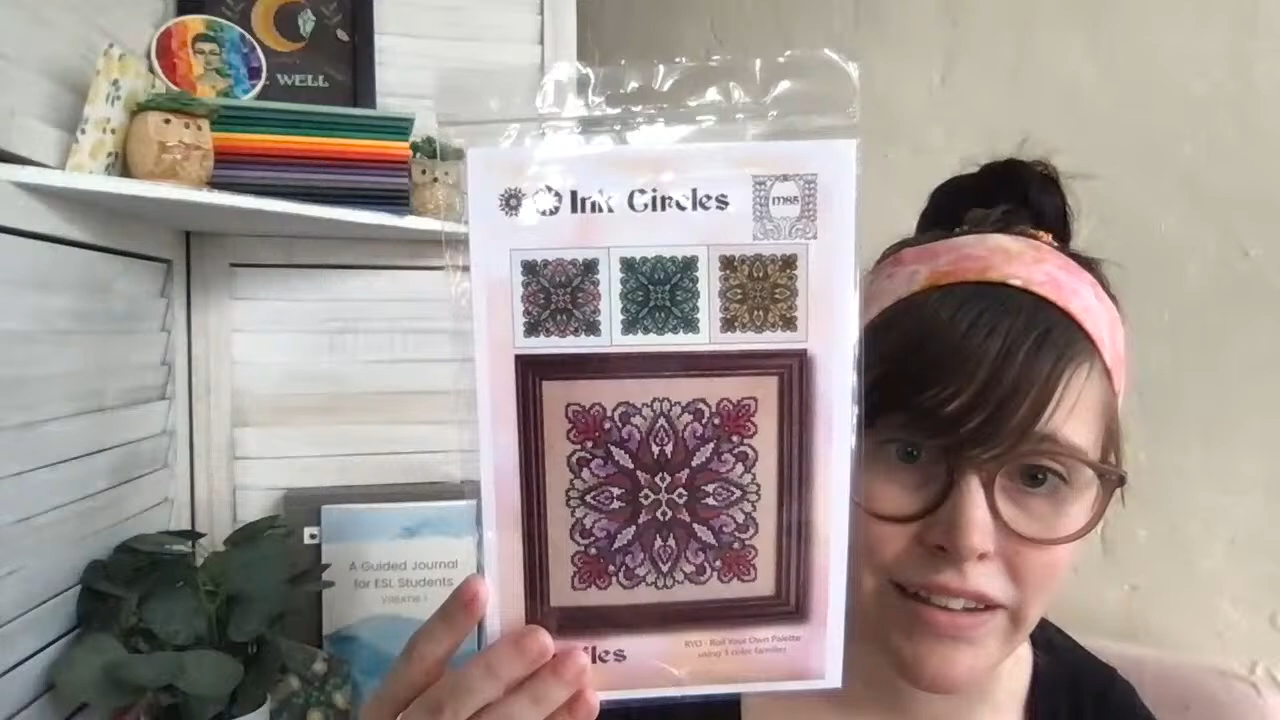 WELL
Ink Circles
M85
A Guided Journal
for ESL Students
Volume 1
RYO - Roll Your Own Palette
using 3 color families